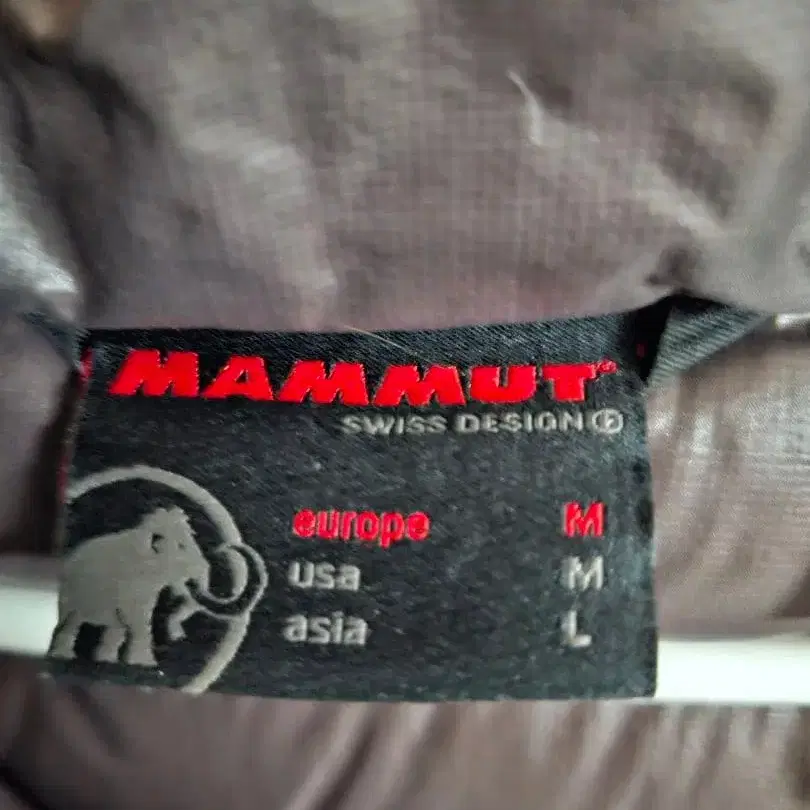 MAMMUT
SWISS DESIGN
europe M
usa M
asia L